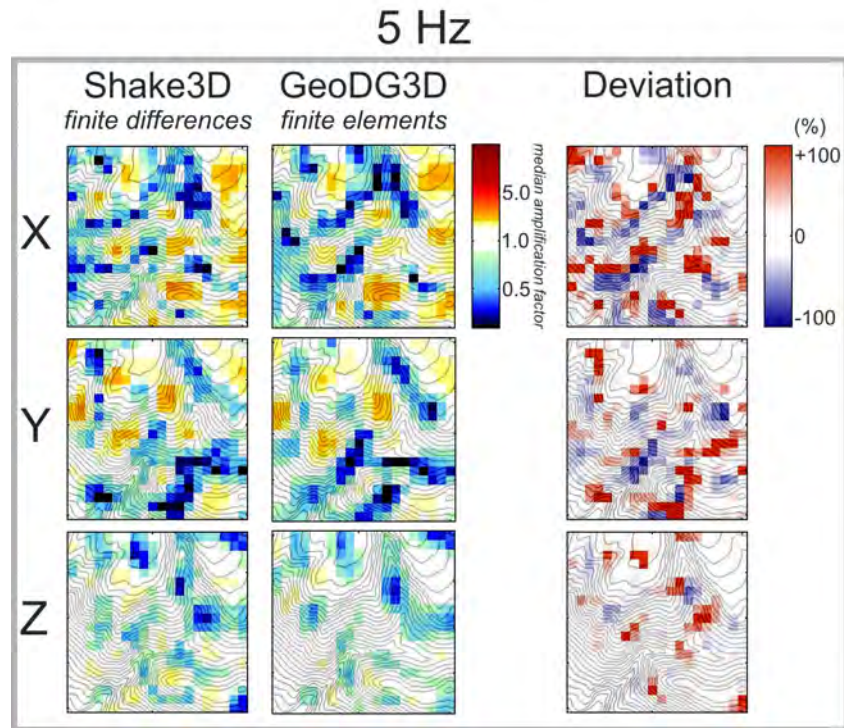 5 Hz
Shake3D GeoDG3D Deviation
finite differences finite elements
(%)
median amplification factor
5.0
1.0
0.5
+100
0
-100
X
Y
Z